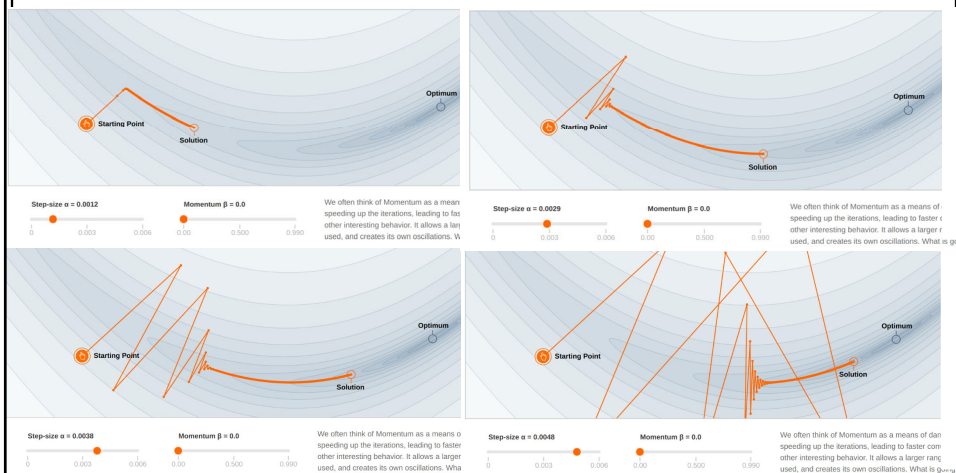 Optimum
Starting Point
Solution
Step-size α = 0.0012
Momentum β = 0.0
0.0
0.003
0.006
0.00
0.500
0.990
We often think of Momentum as a mean
speeding up the iterations, leading to fas
other interesting behavior. It allows a larg
used, and creates its own oscillations. W
Optimum
Starting Point
Solution
Step-size α = 0.0029
Momentum β = 0.0
0.0
0.003
0.006
0.00
0.500
0.990
We often think of Momentum as a means of
speeding up the iterations, leading to faster
other interesting behavior. It allows a larger r
used, and creates its own oscillations. What is go
Optimum
Starting Point
Solution
Step-size α = 0.0038
Momentum β = 0.0
0.0
0.003
0.006
0.00
0.500
0.990
We often think of Momentum as a means o
speeding up the iterations, leading to faster
other interesting behavior. It allows a larger
used, and creates its own oscillations. Wha
Optimum
Starting Point
Solution
Step-size α = 0.0048
Momentum β = 0.0
0.0
0.003
0.006
0.00
0.500
0.990
We often think of Momentum as a means of dan
speeding up the iterations, leading to faster con
other interesting behavior. It allows a larger rang
used, and creates its own oscillations. What is